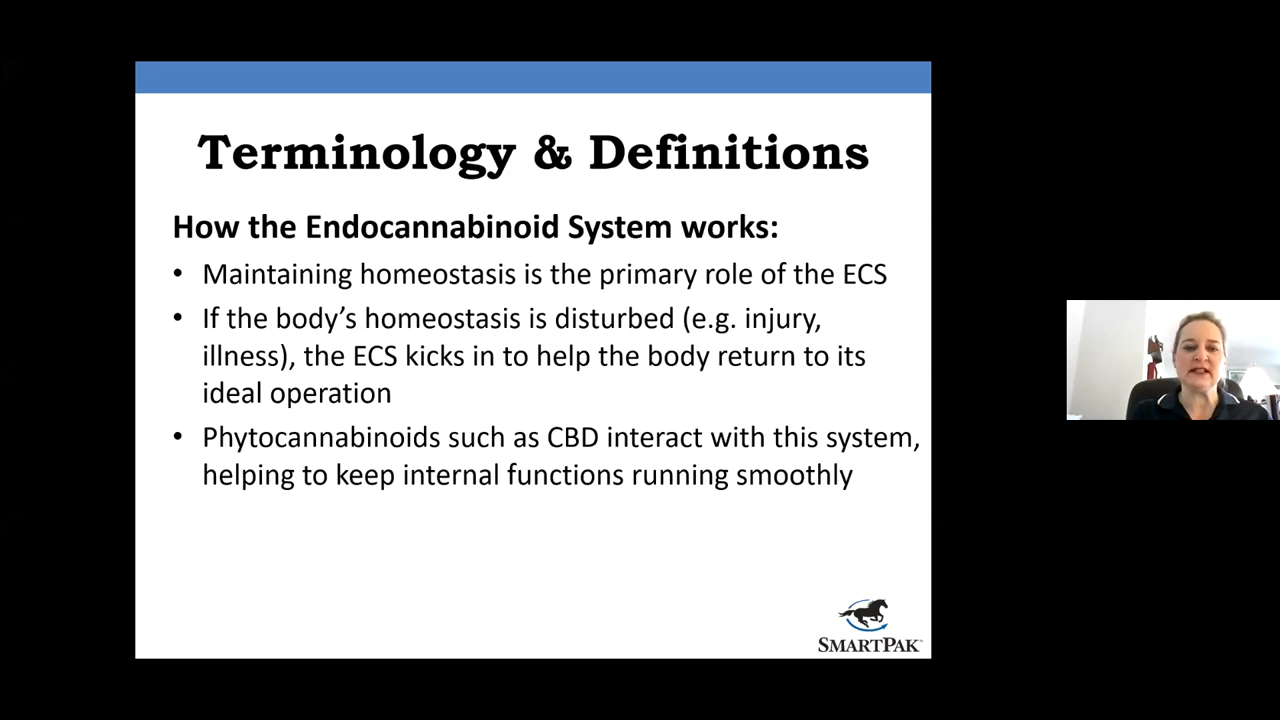 Terminology & Definitions
How the Endocannabinoid System works:
• Maintaining homeostasis is the primary role of the ECS
• If the body’s homeostasis is disturbed (e.g. injury,
illness), the ECS kicks in to help the body return to its
ideal operation
• Phytocannabinoids such as CBD interact with this system,
helping to keep internal functions running smoothly
SMARTPAK